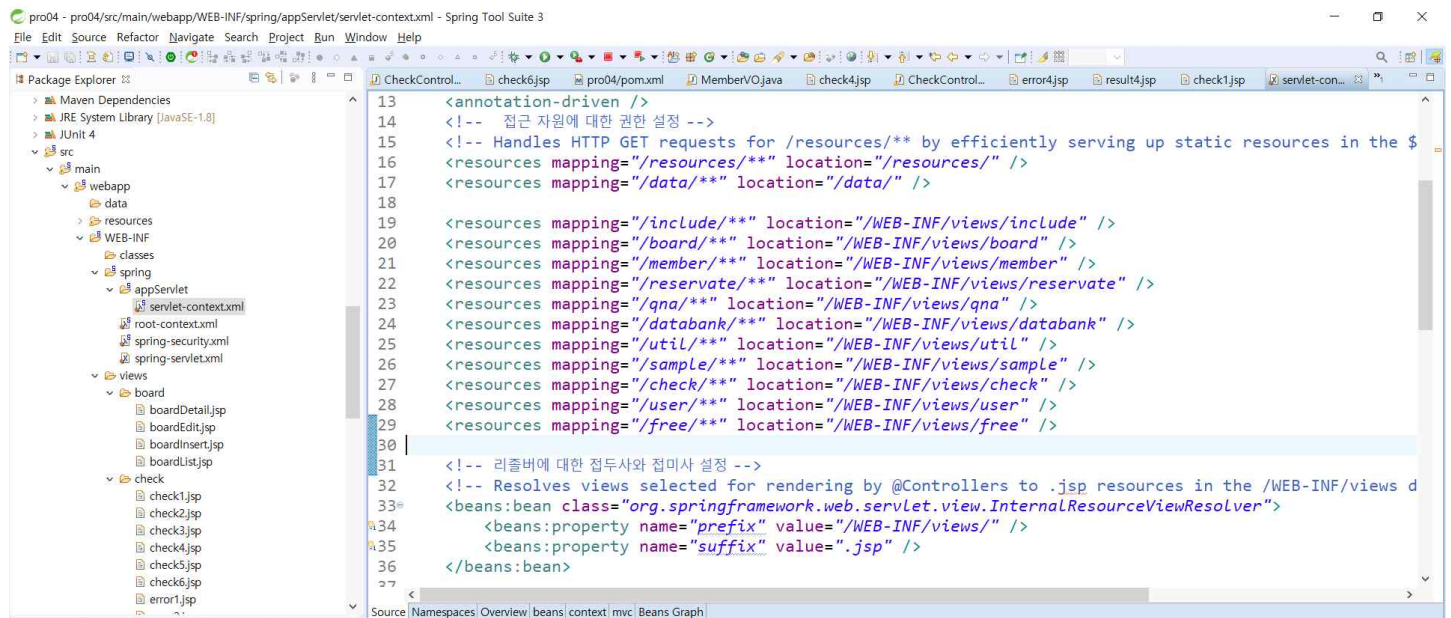 pro04 - pro04/src/main/webapp/WEB-INF/spring/appServlet/servlet-context.xml - Spring Tool Suite 3
File Edit Source Refactor Navigate Search Project Run Window Help
Package Explorer
CheckControl... check6.jsp pro04/pom.xml MemberVO.java check4.jsp CheckControl... error4.jsp result4.jsp check1.jsp servlet-con... »1
Maven Dependencies
JRE System Library [JavaSE-1.8]
JUnit 4
src
main
webapp
data
resources
WEB-INF
classes
spring
appServlet
servlet-context.xml
root-context.xml
spring-security.xml
spring-servlet.xml
views
board
boardDetail.jsp
boardEdit.jsp
boardInsert.jsp
boardList.jsp
check
check1.jsp
check2.jsp
check3.jsp
check4.jsp
check5.jsp
check6.jsp
error1.jsp
13 <annotation-driven />
14 <!-- 접근 자원에 대한 권한 설정 -->
15 <!-- Handles HTTP GET requests for /resources/** by efficiently serving up static resources in the $
16 <resources mapping="/resources/**" location="/resources/" />
17 <resources mapping="/data/**" location="/data/" />
18
19 <resources mapping="/include/**" location="/WEB-INF/views/include" />
20 <resources mapping="/board/**" location="/WEB-INF/views/board" />
21 <resources mapping="/member/**" location="/WEB-INF/views/member" />
22 <resources mapping="/reservate/**" location="/WEB-INF/views/reservate" />
23 <resources mapping="/qna/**" location="/WEB-INF/views/qna" />
24 <resources mapping="/databank/**" location="/WEB-INF/views/databank" />
25 <resources mapping="/util/**" location="/WEB-INF/views/util" />
26 <resources mapping="/sample/**" location="/WEB-INF/views/sample" />
27 <resources mapping="/check/**" location="/WEB-INF/views/check" />
28 <resources mapping="/user/**" location="/WEB-INF/views/user" />
29 <resources mapping="/free/**" location="/WEB-INF/views/free" />
30
31 <!-- 리졸버에 대한 접두사와 접미사 설정 -->
32 <!-- Resolves views selected for rendering by @Controllers to .jsp resources in the /WEB-INF/views d
33 <beans:bean class="org.springframework.web.servlet.view.InternalResourceViewResolver">
34 <beans:property name="prefix" value="/WEB-INF/views/" />
35 <beans:property name="suffix" value=".jsp" />
36 </beans:bean>
37
Source Namespaces Overview beans context mvc Beans Graph